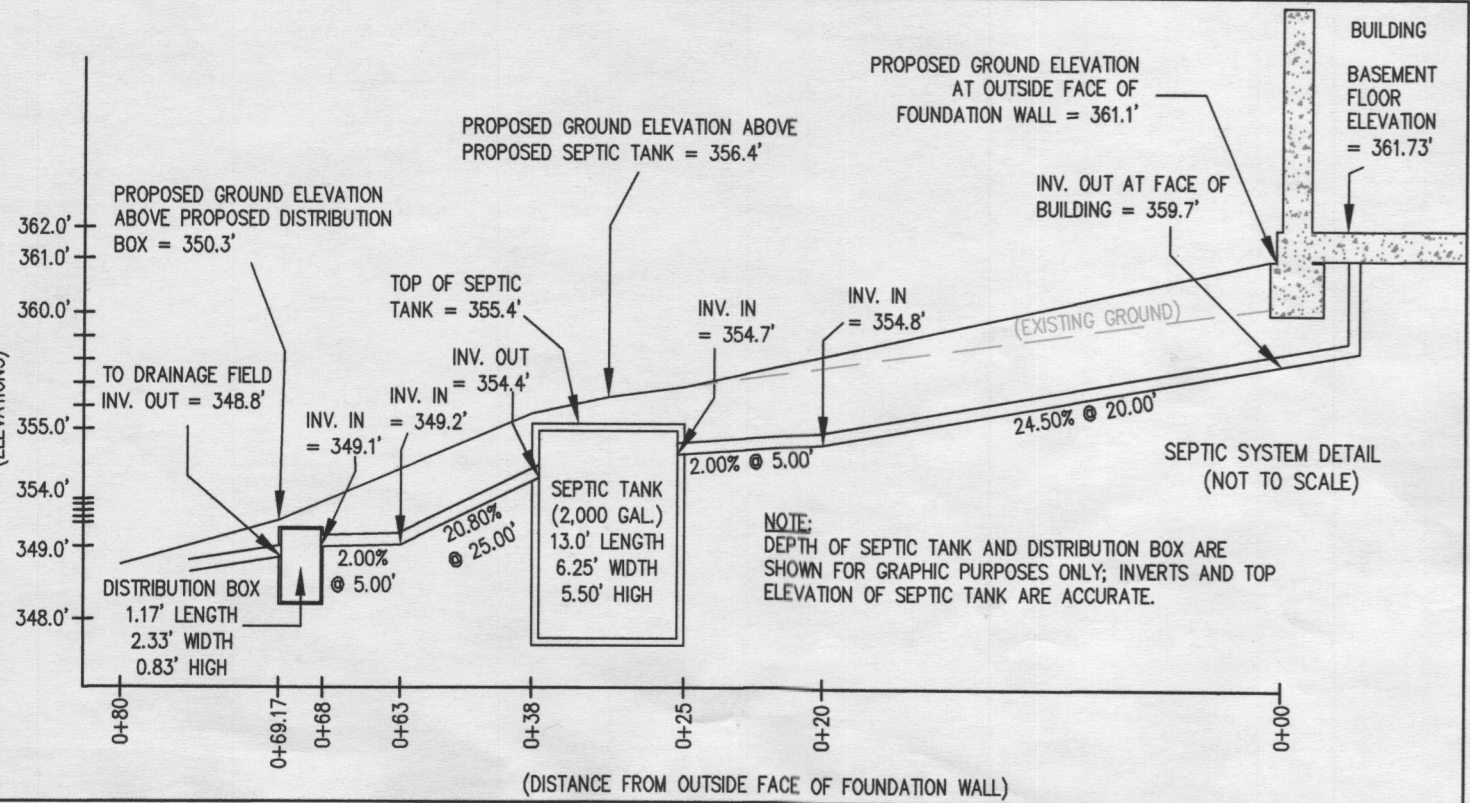 BUILDING
BASEMENT
FLOOR
ELEVATION
= 361.73'
PROPOSED GROUND ELEVATION
AT OUTSIDE FACE OF
FOUNDATION WALL = 361.1'
PROPOSED GROUND ELEVATION ABOVE
PROPOSED SEPTIC TANK = 356.4'
INV. OUT AT FACE OF
BUILDING = 359.7'
PROPOSED GROUND ELEVATION
ABOVE PROPOSED DISTRIBUTION
BOX = 350.3'
TOP OF SEPTIC
TANK = 355.4'
INV. IN
= 354.7'
INV. IN
= 354.8'
(EXISTING GROUND)
INV. OUT
= 354.4'
TO DRAINAGE FIELD
INV. OUT = 348.8'
INV. IN
= 349.1'
INV. IN
= 349.2'
362.0'
361.0'
360.0'
355.0'
354.0'
349.0'
348.0'
(ELEVATIONS)
24.50% @ 20.00'
2.00% @ 5.00'
20.80%
@ 25.00'
2.00%
@ 5.00'
SEPTIC TANK
(2,000 GAL.)
13.0' LENGTH
6.25' WIDTH
5.50' HIGH
SEPTIC SYSTEM DETAIL
(NOT TO SCALE)
NOTE:
DEPTH OF SEPTIC TANK AND DISTRIBUTION BOX ARE
SHOWN FOR GRAPHIC PURPOSES ONLY; INVERTS AND TOP
ELEVATION OF SEPTIC TANK ARE ACCURATE.
DISTRIBUTION BOX
1.17' LENGTH
2.33' WIDTH
0.83' HIGH
0+80
0+69.17
0+68
0+63
0+38
0+25
0+20
0+00
(DISTANCE FROM OUTSIDE FACE OF FOUNDATION WALL)